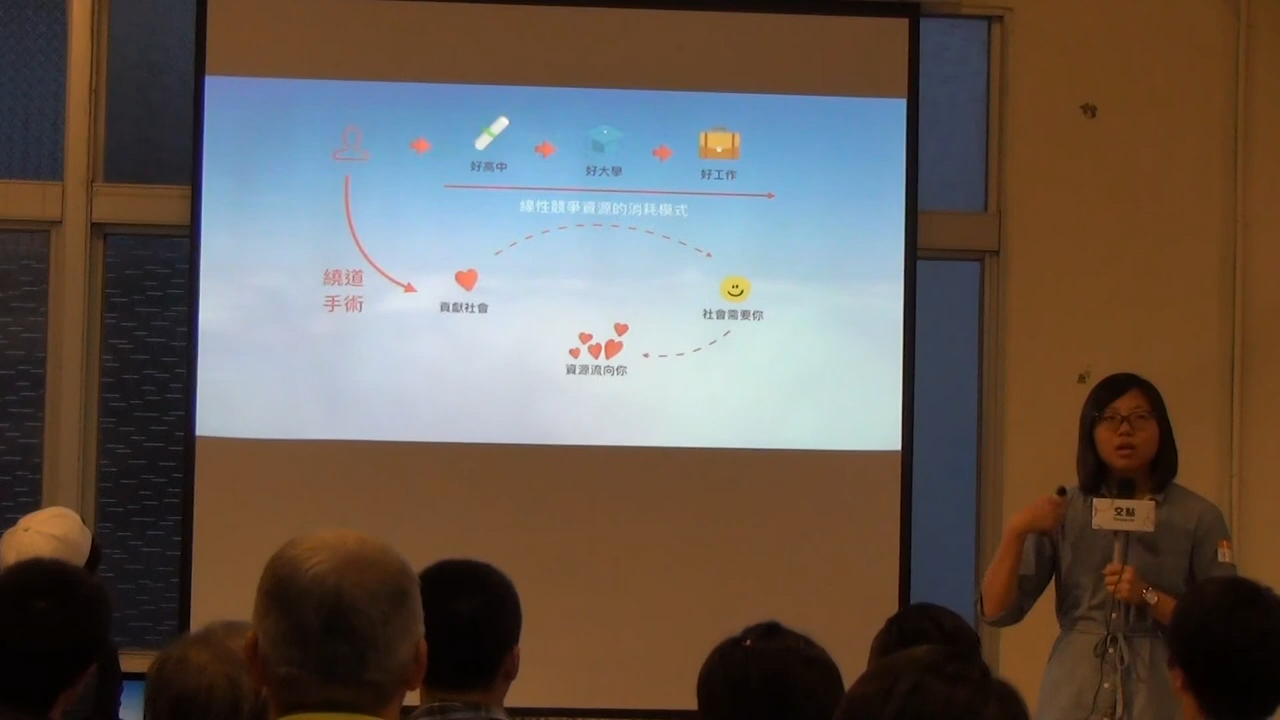 好高中
好大學
好工作
線性競爭資源的消耗模式
繞道
手術
貢獻社會
社會需要你
資源流向你
交點